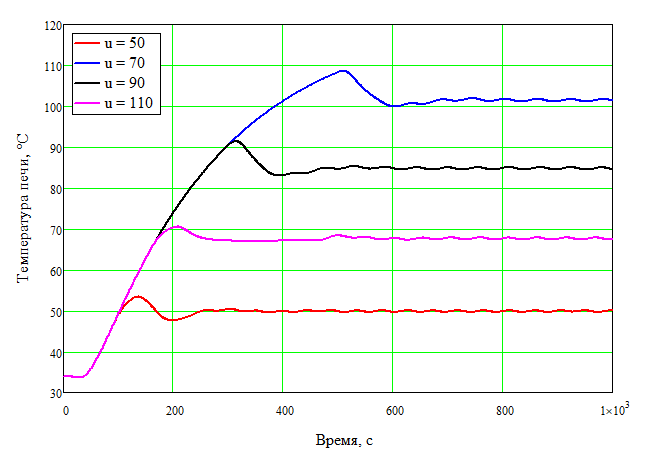 120
110
100
90
80
70
60
50
40
30
u = 50
u = 70
u = 90
u = 110
Температура печи, °C
0 200 400 600 800 1×10³
Время, с